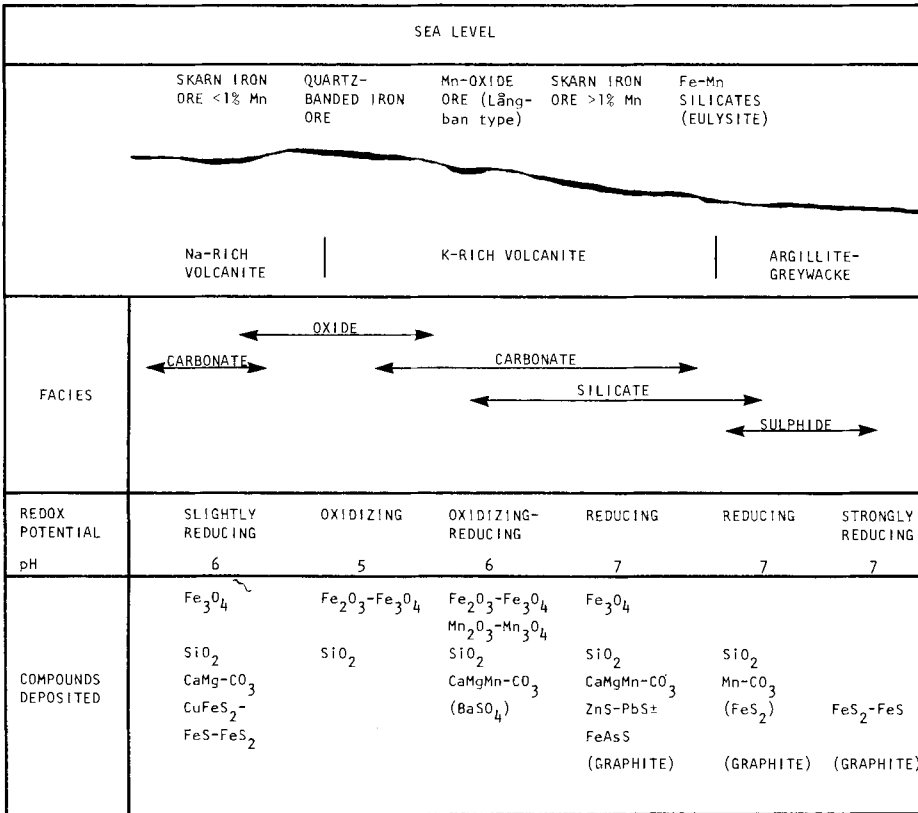 SEA LEVEL
SKARN IRON ORE <1% Mn
QUARTZ-BANDED IRON ORE
Mn-OXIDE ORE (Lång-ban type)
SKARN IRON ORE >1% Mn
Fe-Mn SILICATES (EULYSITE)
Na-RICH VOLCANITE
K-RICH VOLCANITE
ARGILLITE-GREYWACKE
FACIES
OXIDE
CARBONATE CARBONATE
SILICATE
SULPHIDE
REDOX POTENTIAL
SLIGHTLY REDUCING
OXIDIZING
OXIDIZING-REDUCING
REDUCING
REDUCING
STRONGLY REDUCING
pH 6 5 6 7 7 7
COMPOUNDS DEPOSITED
Fe3O4 Fe2O3-Fe3O4 Fe2O3-Fe3O4 Fe3O4
Mn2O3-Mn3O4
SiO2 SiO2 SiO2 SiO2 SiO2
CaMg-CO3 CaMgMn-CO3 CaMgMn-CO3 Mn-CO3
CuFeS2- (BaSO4) ZnS-PbS± (FeS2) FeS2-FeS
FeS-FeS2 FeAsS
(GRAPHITE) (GRAPHITE) (GRAPHITE)